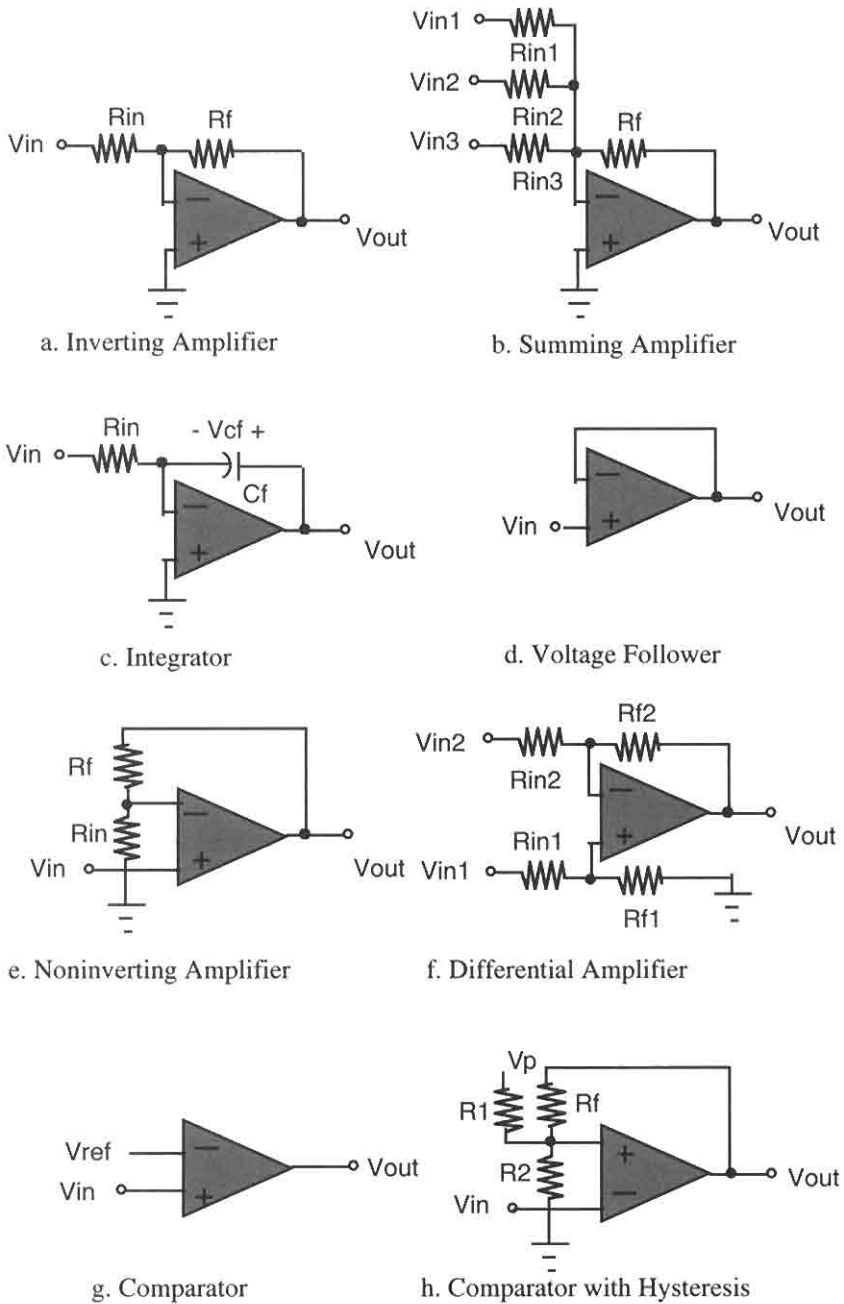 Rin
Rf
Vin
−
+
Vout
a. Inverting Amplifier
Vin1
Rin1
Vin2
Rin2
Vin3
Rin3
Rf
−
+
Vout
b. Summing Amplifier
Rin
- Vcf +
Vin
Cf
−
+
Vout
c. Integrator
−
Vin
+
Vout
d. Voltage Follower
Rf
Rin
−
Vin
+
Vout
e. Noninverting Amplifier
Vin2
Rf2
Rin2
−
+
Vout
Rin1
Vin1
Rf1
f. Differential Amplifier
Vref
−
Vin
+
Vout
g. Comparator
Vp
R1
Rf
+
R2
−
Vin
Vout
h. Comparator with Hysteresis